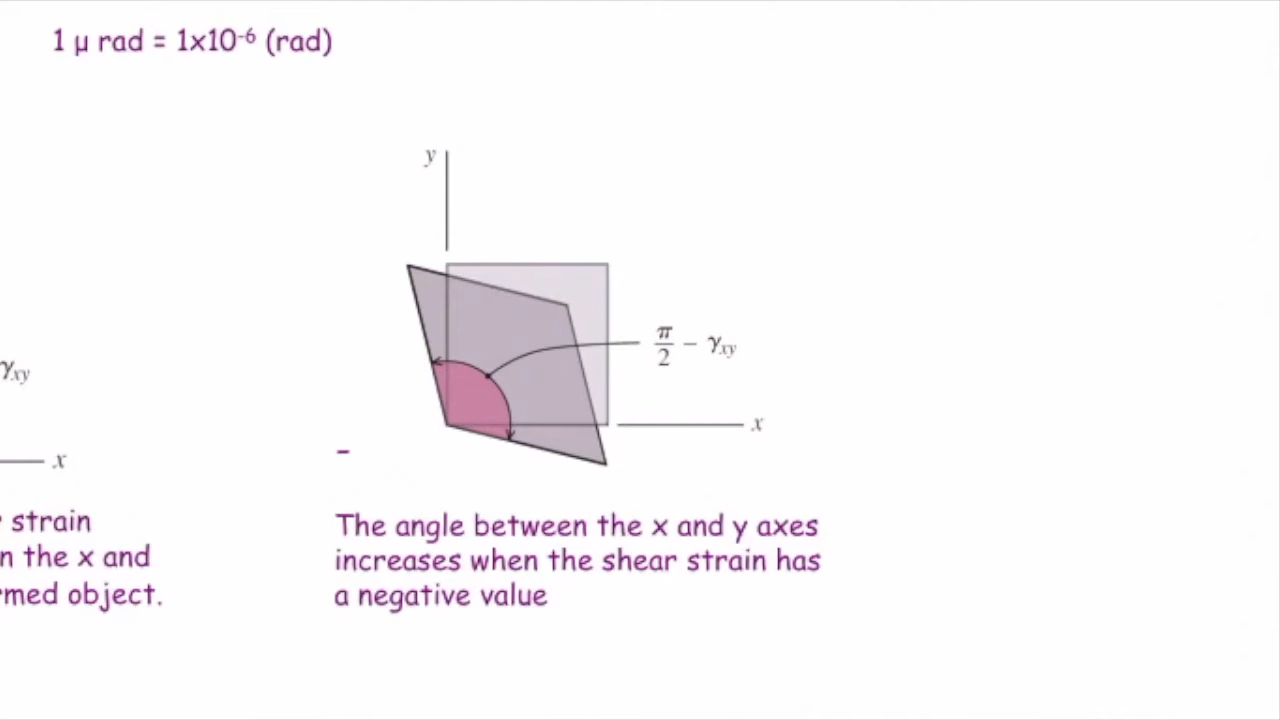 1 μ rad = 1x10⁻⁶ (rad)
y
π/2 − γxy
γxy
x
x
-
strain
n the x and
med object.
The angle between the x and y axes
increases when the shear strain has
a negative value